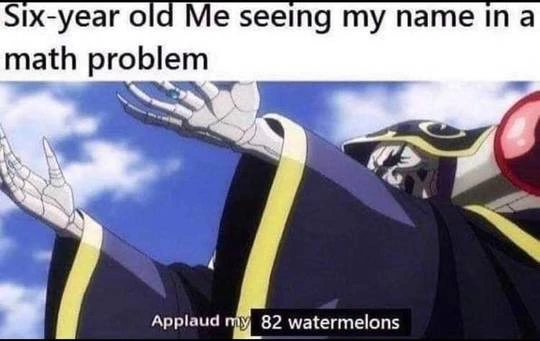 Six-year old Me seeing my name in a
math problem
Applaud my 82 watermelons